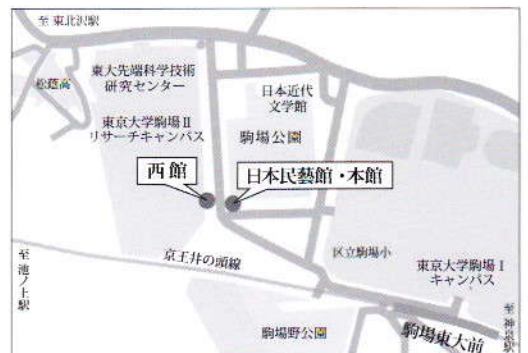 至 東北沢駅
松蔭高
東大先端科学技術
研究センター
日本近代
文学館
東京大学駒場Ⅱ
リサーチキャンパス
駒場公園
西館
日本民藝館・本館
京王井の頭線
区立駒場小
東京大学駒場Ⅰ
キャンパス
至 池ノ上駅
至 神泉駅
駒場野公園
駒場東大前